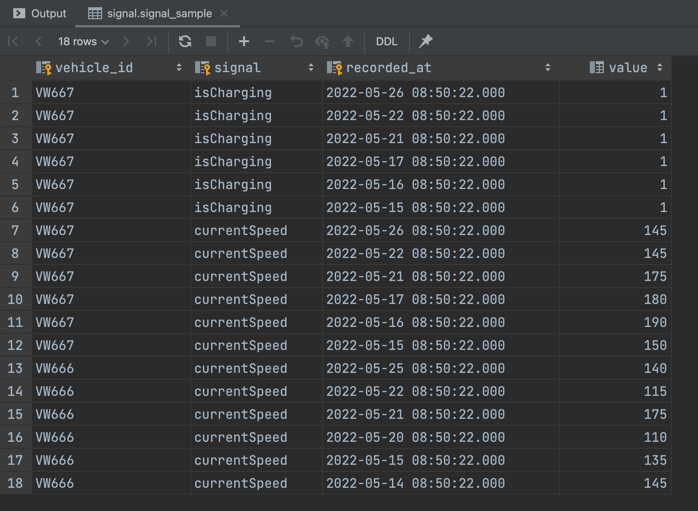 Output signal.signal_sample
18 rows DDL
vehicle_id signal recorded_at value
1 VW667 isCharging 2022-05-26 08:50:22.000 1
2 VW667 isCharging 2022-05-22 08:50:22.000 1
3 VW667 isCharging 2022-05-21 08:50:22.000 1
4 VW667 isCharging 2022-05-17 08:50:22.000 1
5 VW667 isCharging 2022-05-16 08:50:22.000 1
6 VW667 isCharging 2022-05-15 08:50:22.000 1
7 VW667 currentSpeed 2022-05-26 08:50:22.000 145
8 VW667 currentSpeed 2022-05-22 08:50:22.000 145
9 VW667 currentSpeed 2022-05-21 08:50:22.000 175
10 VW667 currentSpeed 2022-05-17 08:50:22.000 180
11 VW667 currentSpeed 2022-05-16 08:50:22.000 190
12 VW667 currentSpeed 2022-05-15 08:50:22.000 150
13 VW666 currentSpeed 2022-05-25 08:50:22.000 140
14 VW666 currentSpeed 2022-05-22 08:50:22.000 115
15 VW666 currentSpeed 2022-05-21 08:50:22.000 175
16 VW666 currentSpeed 2022-05-20 08:50:22.000 110
17 VW666 currentSpeed 2022-05-15 08:50:22.000 135
18 VW666 currentSpeed 2022-05-14 08:50:22.000 145